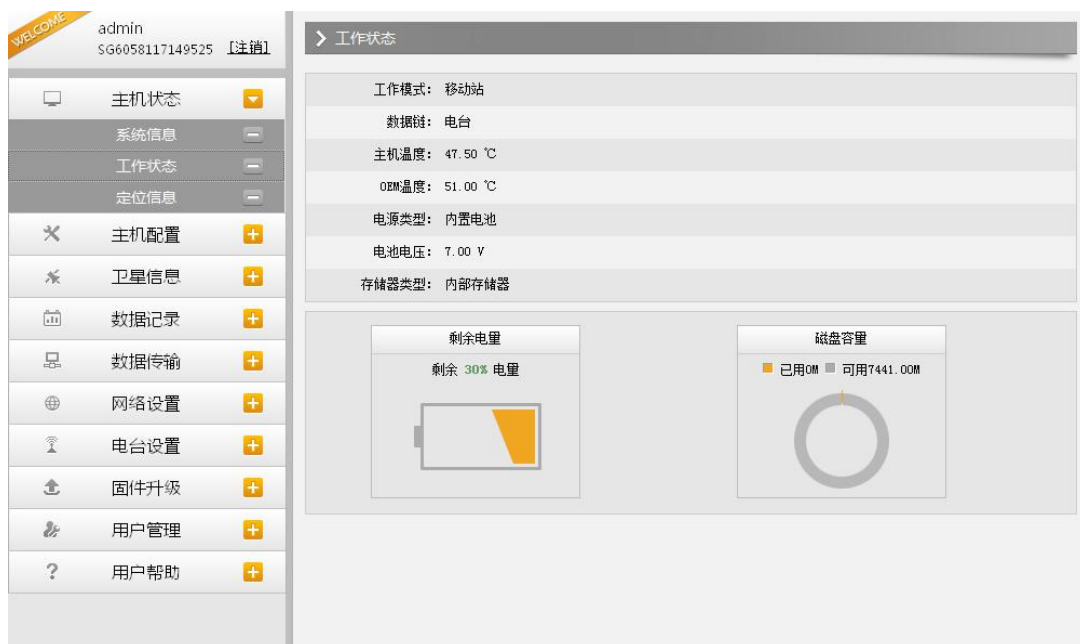 WELCOME
admin
SG6058117149525 [注销]
主机状态
系统信息
工作状态
定位信息
主机配置
卫星信息
数据记录
数据传输
网络设置
电台设置
固件升级
用户管理
用户帮助
工作状态
工作模式: 移动站
数据链: 电台
主机温度: 47.50 ℃
OEM温度: 51.00 ℃
电源类型: 内置电池
电池电压: 7.00 V
存储器类型: 内部存储器
剩余电量
剩余 30% 电量
磁盘容量
已用0M 可用7441.00M